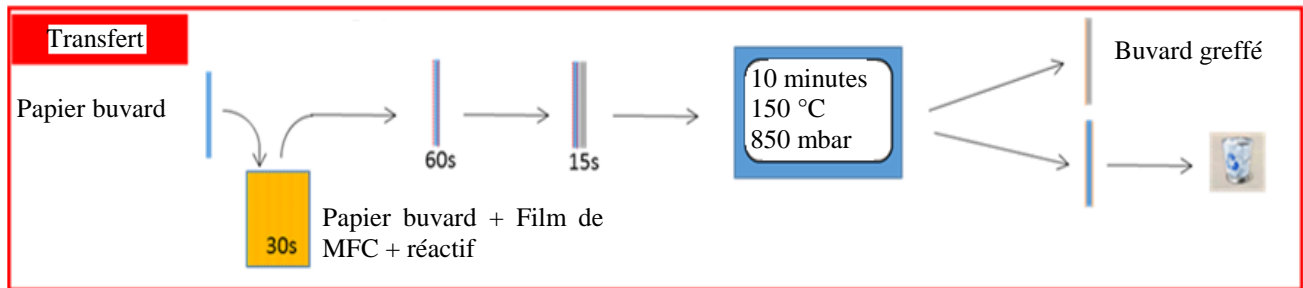 Transfert
Papier buvard
30s
Papier buvard + Film de
MFC + réactif
60s
15s
10 minutes
150 °C
850 mbar
Buvard greffé